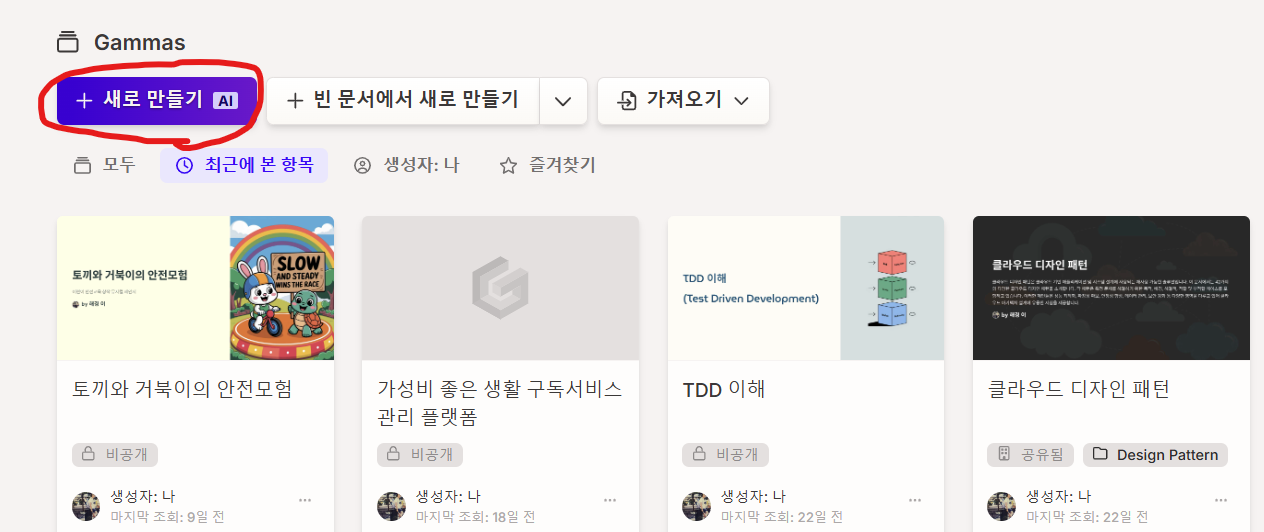 Gammas
+ 새로 만들기 AI
+ 빈 문서에서 새로 만들기
가져오기
모두
최근에 본 항목
생성자: 나
즐겨찾기
토끼와 거북이의 안전모험
by 해정 이
SLOW
AND STEADY
WINS THE RACE
TDD 이해
(Test Driven Development)
클라우드 디자인 패턴
by 해정 이
토끼와 거북이의 안전모험
비공개
생성자: 나
마지막 조회: 9일 전
가성비 좋은 생활 구독서비스
관리 플랫폼
비공개
생성자: 나
마지막 조회: 18일 전
TDD 이해
비공개
생성자: 나
마지막 조회: 22일 전
클라우드 디자인 패턴
공유됨
Design Pattern
생성자: 나
마지막 조회: 22일 전